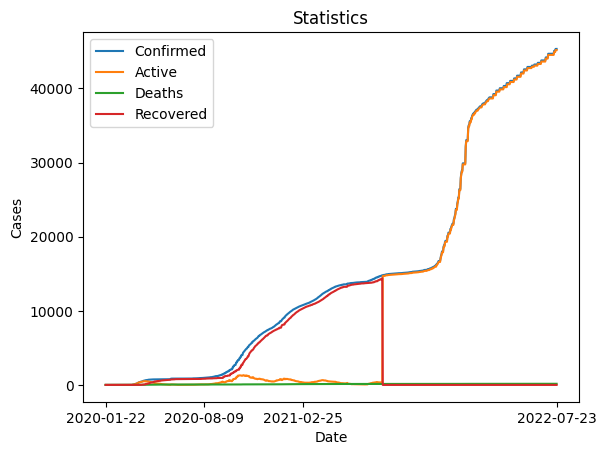 Statistics
Confirmed
Active
Deaths
Recovered
Cases
40000
30000
20000
10000
0
2020-01-22 2020-08-09 2021-02-25 2022-07-23
Date